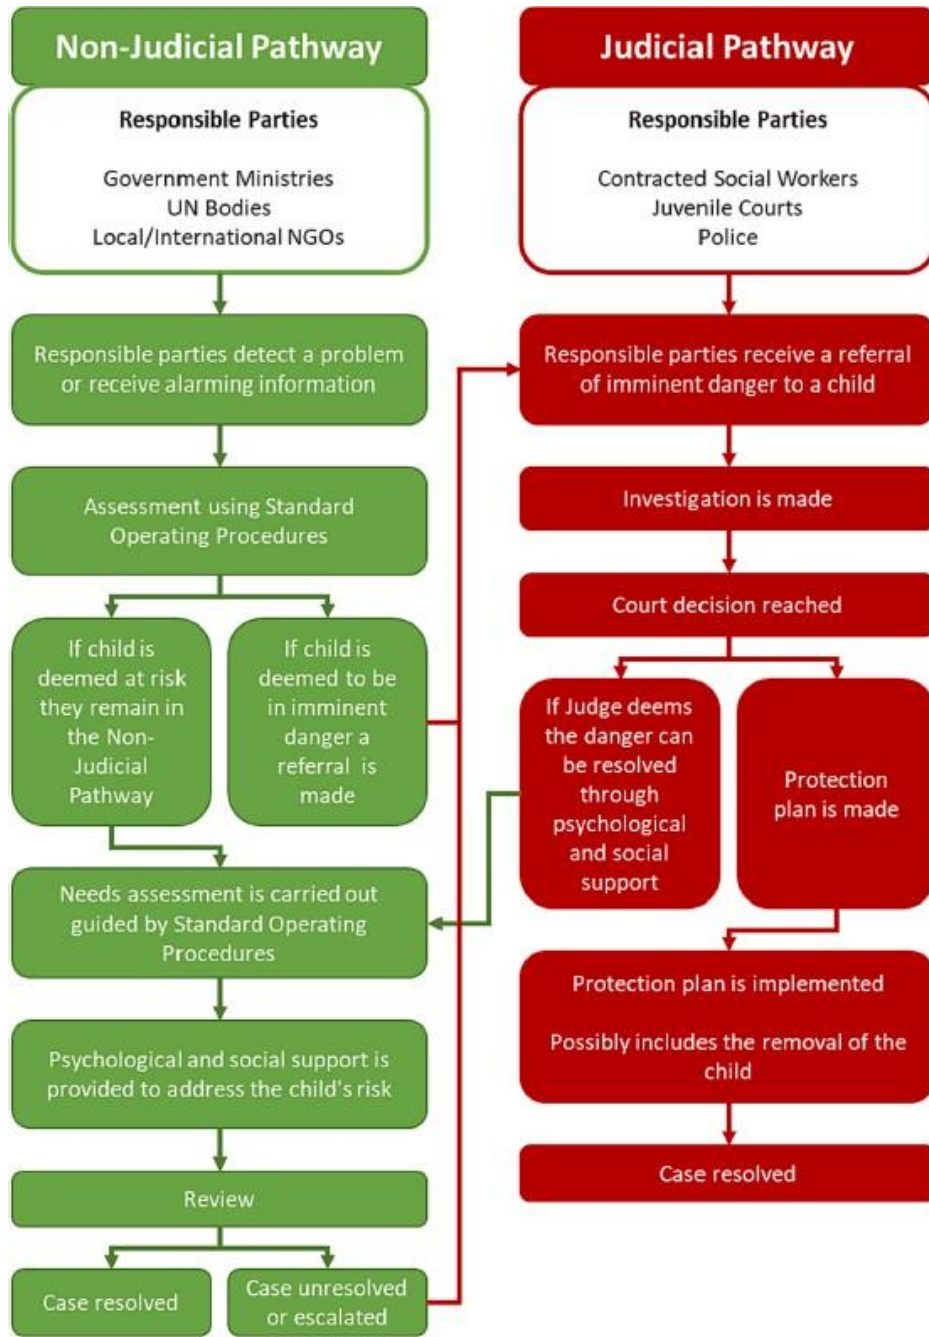 Non-Judicial Pathway
Responsible Parties
Government Ministries
UN Bodies
Local/International NGOs
Responsible parties detect a problem
or receive alarming information
Assessment using Standard
Operating Procedures
If child is
deemed at risk
they remain in
the Non-
Judicial
Pathway
If child is
deemed to be
in imminent
danger a
referral is
made
Needs assessment is carried out
guided by Standard Operating
Procedures
Psychological and social support is
provided to address the child's risk
Review
Case resolved
Case unresolved
or escalated
Judicial Pathway
Responsible Parties
Contracted Social Workers
Juvenile Courts
Police
Responsible parties receive a referral
of imminent danger to a child
Investigation is made
Court decision reached
If Judge deems
the danger can
be resolved
through
psychological
and social
support
Protection
plan is made
Protection plan is implemented
Possibly includes the removal of the
child
Case resolved